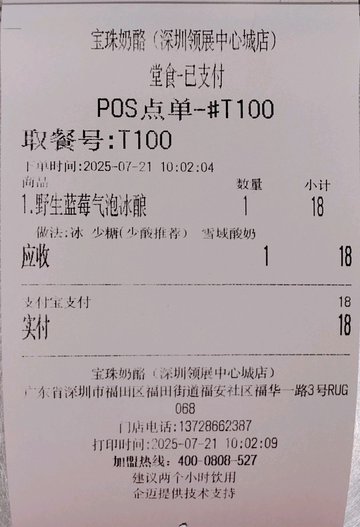 宝珠奶酪（深圳领展中心城店）
堂食-已支付
POS点单-#T100
取餐号:T100
下单时间:2025-07-21 10:02:04
商品 数量 小计
1.野生蓝莓气泡冰酿 1 18
做法:冰 少糖(少酸推荐) 雪域酸奶
应收 1 18
支付宝支付 18
实付 18
宝珠奶酪（深圳领展中心城店）
广东省深圳市福田区福田街道福安社区福华一路3号RUG
068
门店电话:13728662387
打印时间:2025-07-21 10:02:09
加盟热线: 400-0808-527
建议两个小时饮用
企迈提供技术支持